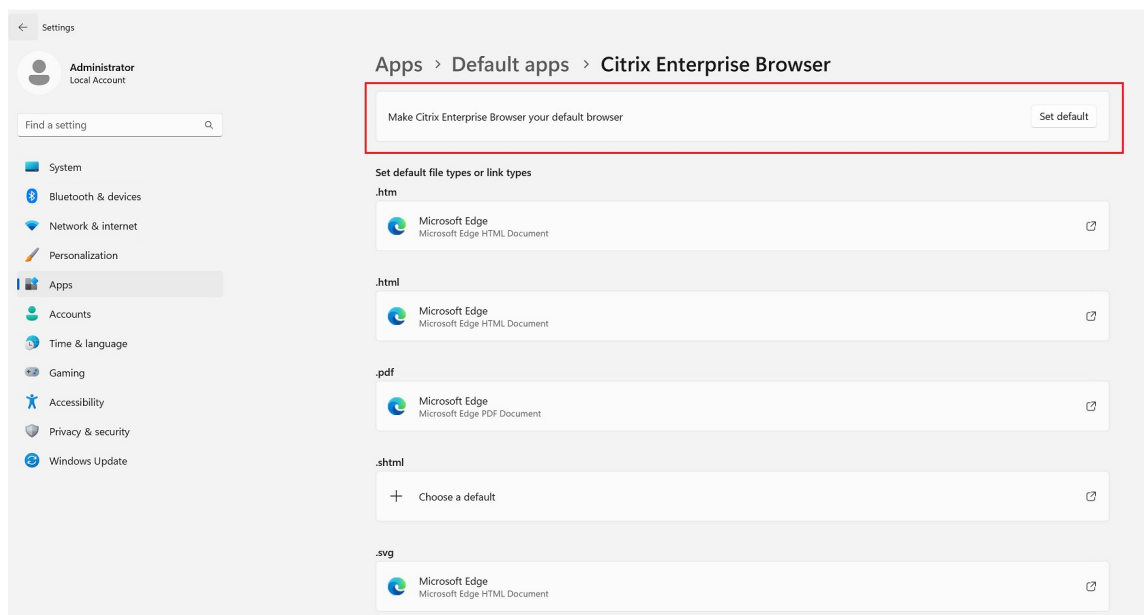 Settings
Administrator
Local Account
Find a setting
System
Bluetooth & devices
Network & internet
Personalization
Apps
Accounts
Time & language
Gaming
Accessibility
Privacy & security
Windows Update
Apps > Default apps > Citrix Enterprise Browser
Make Citrix Enterprise Browser your default browser
Set default
Set default file types or link types
.htm
Microsoft Edge
Microsoft Edge HTML Document
.html
Microsoft Edge
Microsoft Edge HTML Document
.pdf
Microsoft Edge
Microsoft Edge PDF Document
.shtml
Choose a default
.svg
Microsoft Edge
Microsoft Edge HTML Document